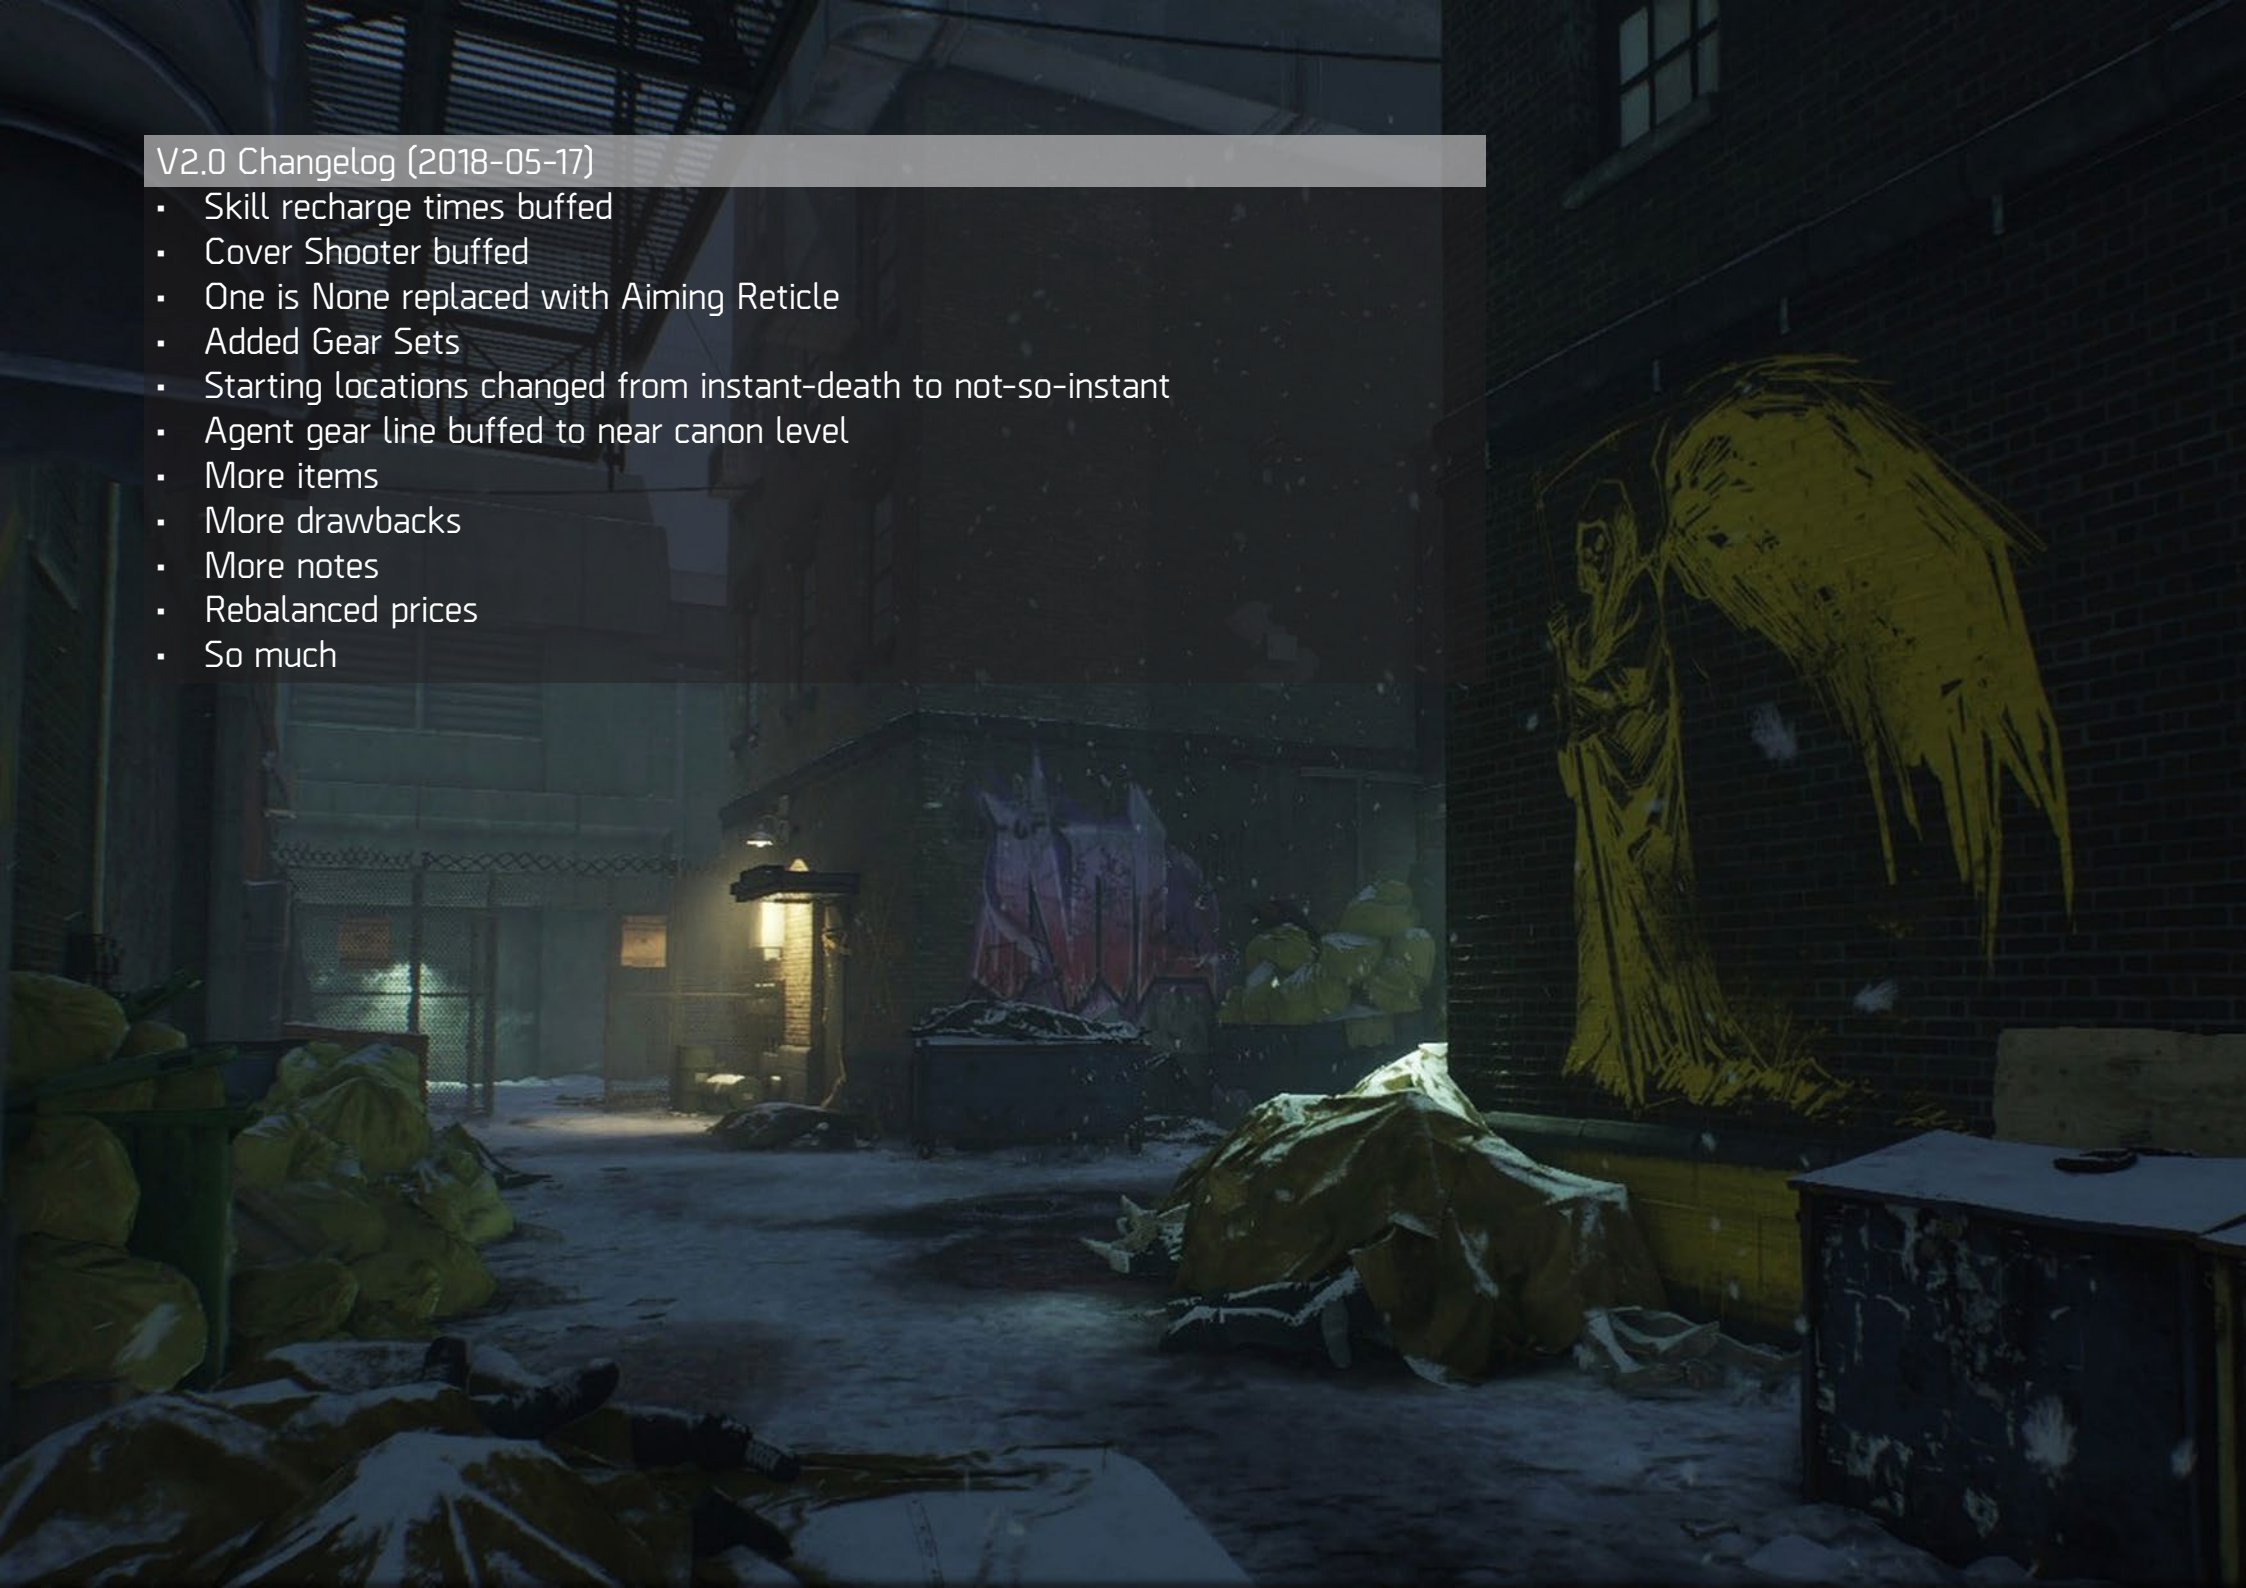 V2.0 Changelog (2018-05-17)
▪ Skill recharge times buffed
▪ Cover Shooter buffed
▪ One is None replaced with Aiming Reticle
▪ Added Gear Sets
▪ Starting locations changed from instant-death to not-so-instant
▪ Agent gear line buffed to near canon level
▪ More items
▪ More drawbacks
▪ More notes
▪ Rebalanced prices
▪ So much